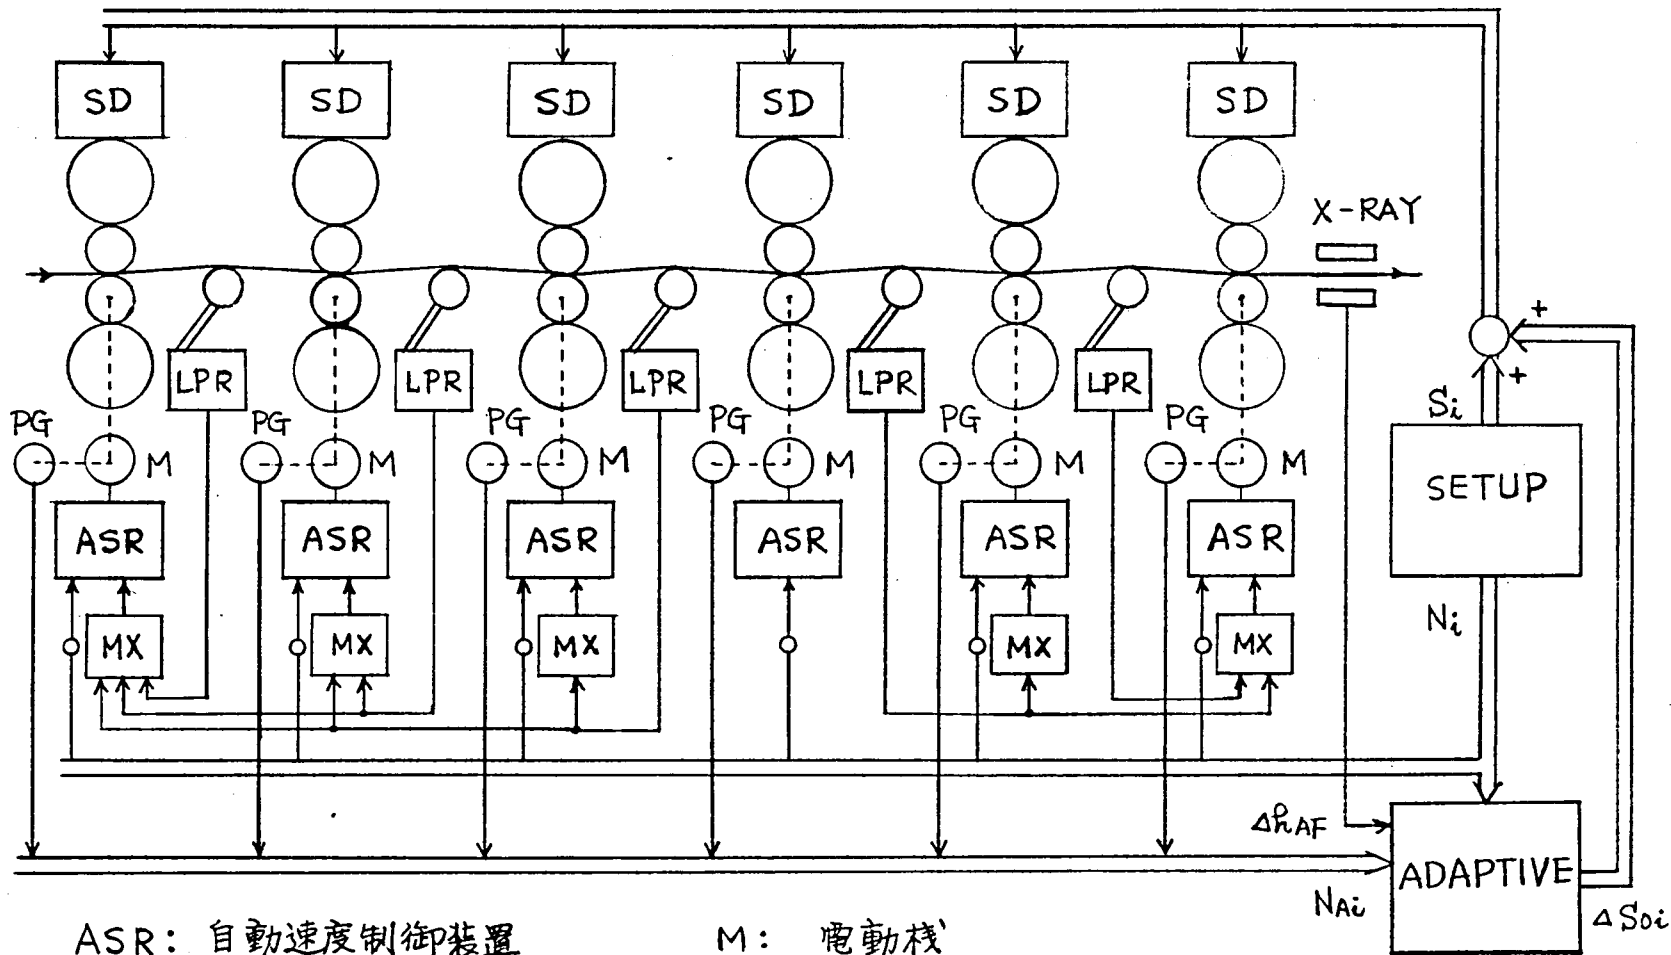 SD SD SD SD SD SD
X-RAY
+
LPR LPR LPR LPR LPR
+
Si
PG PG PG PG PG PG
M M M M M M
SETUP
ASR ASR ASR ASR ASR ASR
Ni
MX MX MX MX MX
ΔhAF
ADAPTIVE
NAi
ΔSoi
ASR: 自動速度制御装置 M: 電動桟